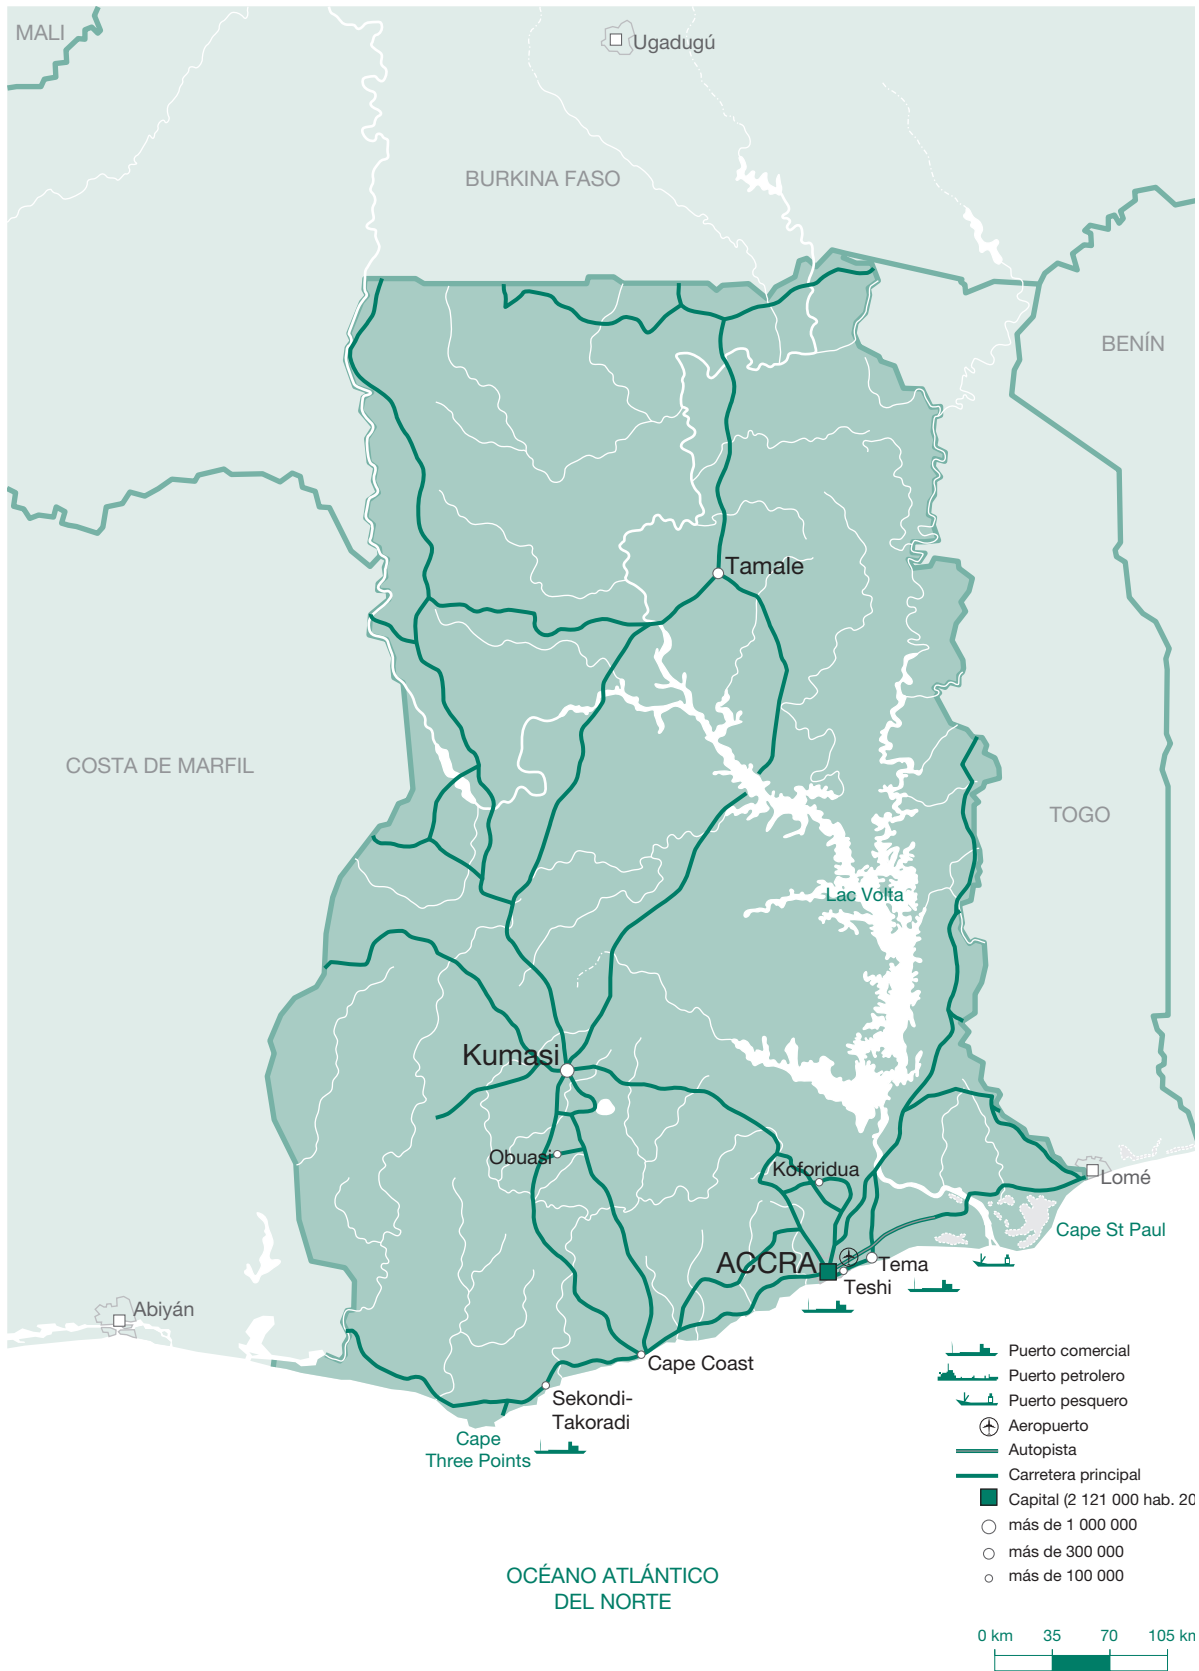 MALI
Ugadugú
BURKINA FASO
BENÍN
Tamale
COSTA DE MARFIL
TOGO
Lac Volta
Kumasi
Obuasi
Koforidua
Lomé
Cape St Paul
ACCRA
Tema
Teshi
Abiyán
Cape Coast
Sekondi-
Takoradi
Cape
Three Points
Puerto comercial
Puerto petrolero
Puerto pesquero
Aeropuerto
Autopista
Carretera principal
Capital (2 121 000 hab. 20
más de 1 000 000
más de 300 000
más de 100 000
OCÉANO ATLÁNTICO
DEL NORTE
0 km 35 70 105 km